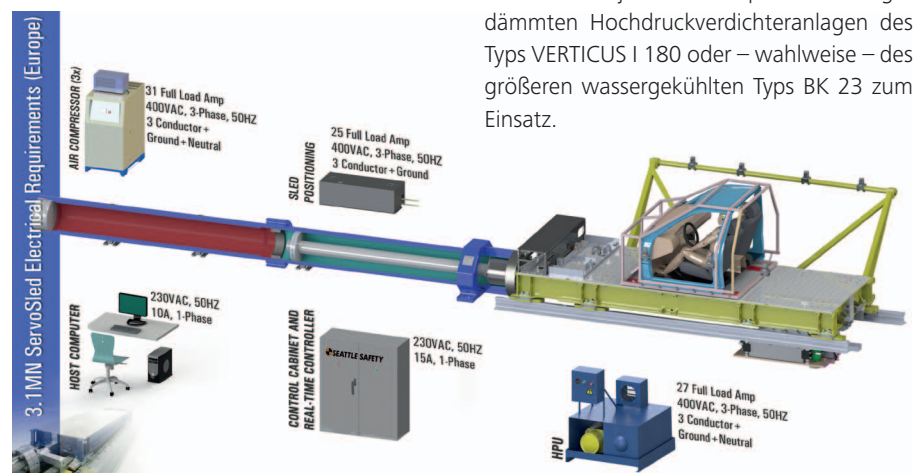 dämmten Hochdruckverdichteranlagen des
Typs VERTICUS I 180 oder – wahlweise – des
größeren wassergekühlten Typs BK 23 zum
Einsatz.
3.1MN ServoSled Electrical Requirements (Europe)
AIR COMPRESSOR (3x)
31 Full Load Amp
400VAC, 3-Phase, 50HZ
3 Conductor +
Ground + Neutral
SLED
POSITIONING
25 Full Load Amp
400VAC, 3-Phase, 50HZ
3 Conductor + Ground
HOST COMPUTER
230VAC, 50HZ
10A, 1-Phase
CONTROL CABINET AND
REAL-TIME CONTROLLER
SEATTLE SAFETY
230VAC, 50HZ
15A, 1-Phase
HPU
27 Full Load Amp
400VAC, 3-Phase, 50HZ
3 Conductor +
Ground + Neutral